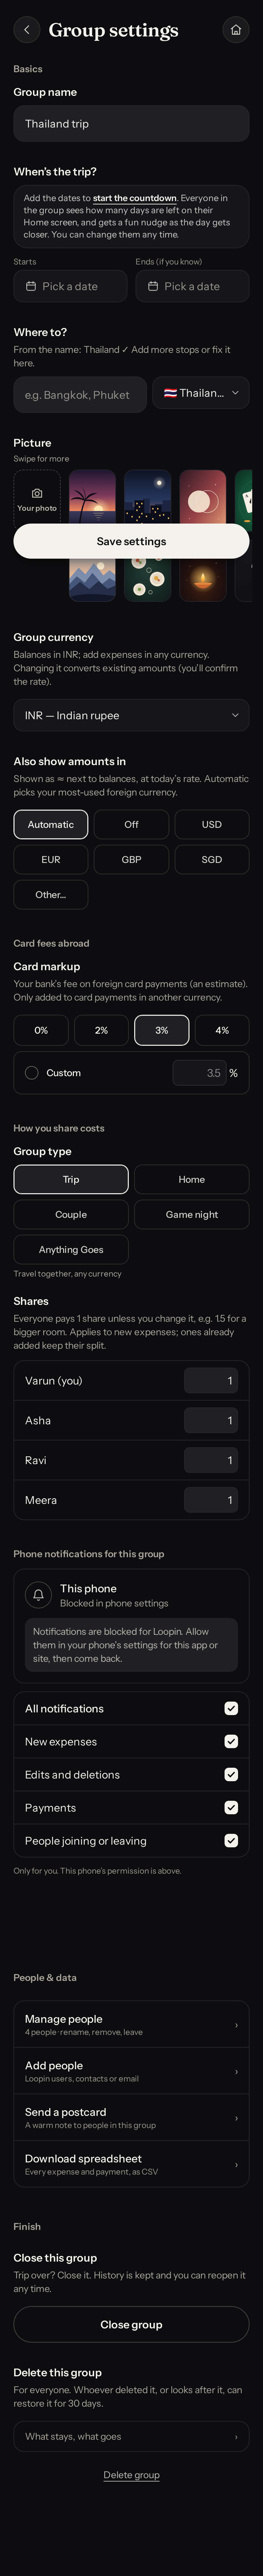 Group settings
Basics
Group name
Thailand trip
When's the trip?
Add the dates to start the countdown. Everyone in
the group sees how many days are left on their
Home screen, and gets a fun nudge as the day gets
closer. You can change them any time.
Starts
Ends (if you know)
Pick a date
Pick a date
Where to?
From the name: Thailand ✓ Add more stops or fix it
here.
e.g. Bangkok, Phuket
🇹🇭 Thailan...
Picture
Swipe for more
Your photo
Save settings
Group currency
Balances in INR; add expenses in any currency.
Changing it converts existing amounts (you'll confirm
the rate).
INR — Indian rupee
Also show amounts in
Shown as ≈ next to balances, at today's rate. Automatic
picks your most-used foreign currency.
Automatic
Off
USD
EUR
GBP
SGD
Other...
Card fees abroad
Card markup
Your bank's fee on foreign card payments (an estimate).
Only added to card payments in another currency.
0%
2%
3%
4%
Custom
3.5 %
How you share costs
Group type
Trip
Home
Couple
Game night
Anything Goes
Travel together, any currency
Shares
Everyone pays 1 share unless you change it, e.g. 1.5 for a
bigger room. Applies to new expenses; ones already
added keep their split.
Varun (you) 1
Asha 1
Ravi 1
Meera 1
Phone notifications for this group
This phone
Blocked in phone settings
Notifications are blocked for Loopin. Allow
them in your phone's settings for this app or
site, then come back.
All notifications
New expenses
Edits and deletions
Payments
People joining or leaving
Only for you. This phone's permission is above.
People & data
Manage people
4 people · rename, remove, leave
Add people
Loopin users, contacts or email
Send a postcard
A warm note to people in this group
Download spreadsheet
Every expense and payment, as CSV
Finish
Close this group
Trip over? Close it. History is kept and you can reopen it
any time.
Close group
Delete this group
For everyone. Whoever deleted it, or looks after it, can
restore it for 30 days.
What stays, what goes
Delete group